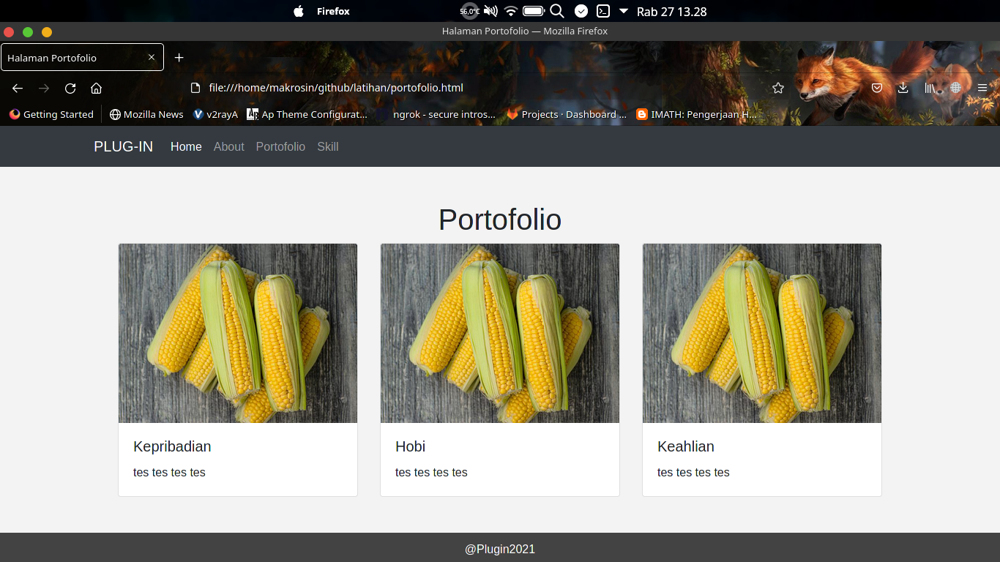 Firefox
56,0°C
Rab 27 13.28
Halaman Portofolio — Mozilla Firefox
Halaman Portofolio
file:///home/makrosin/github/latihan/portofolio.html
Getting Started
Mozilla News
v2rayA
Ap Theme Configurat…
ngrok - secure intros…
Projects · Dashboard …
IMATH: Pengerjaan H…
PLUG-IN Home About Portofolio Skill
Portofolio
Kepribadian
tes tes tes tes
Hobi
tes tes tes tes
Keahlian
tes tes tes tes
@Plugin2021